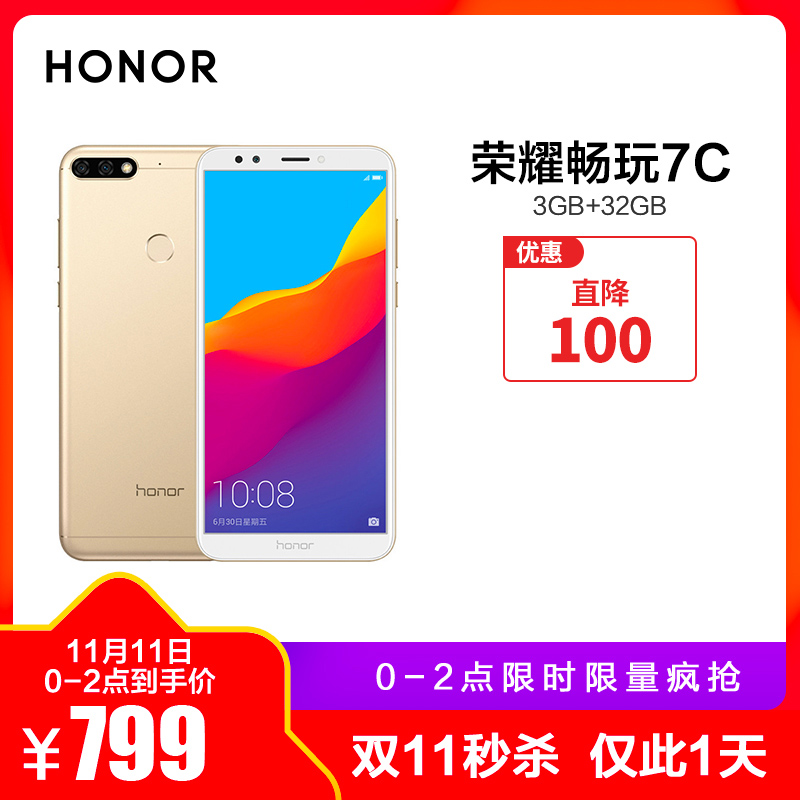 HONOR
荣耀畅玩7C
3GB+32GB
优惠
直降
100
honor
10:08
6月30日星期五
honor
11月11日
0-2点到手价
¥799
0-2点限时限量疯抢
双11秒杀 仅此1天